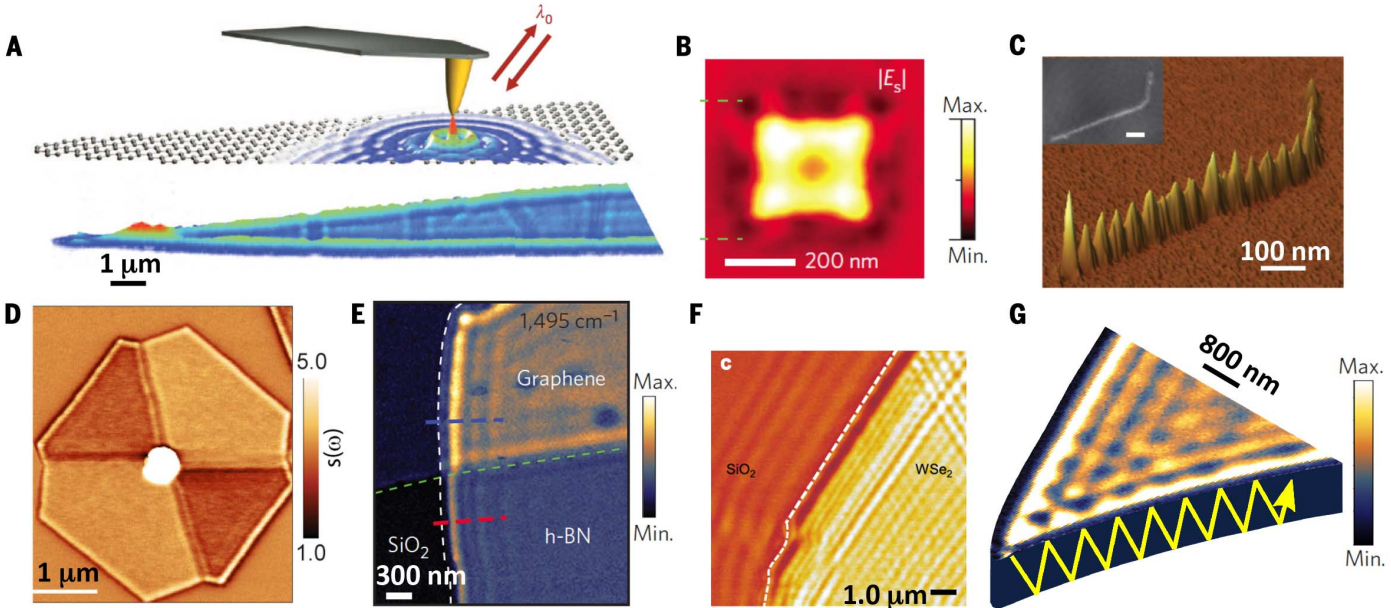 A
λ0
1 μm
B
|Es|
Max.
Min.
200 nm
C
100 nm
D
5.0
s(ω)
1.0
1 μm
E
1,495 cm⁻¹
Graphene
Max.
Min.
SiO2
h-BN
300 nm
F
c
SiO2
WSe2
1.0 μm
G
800 nm
Max.
Min.